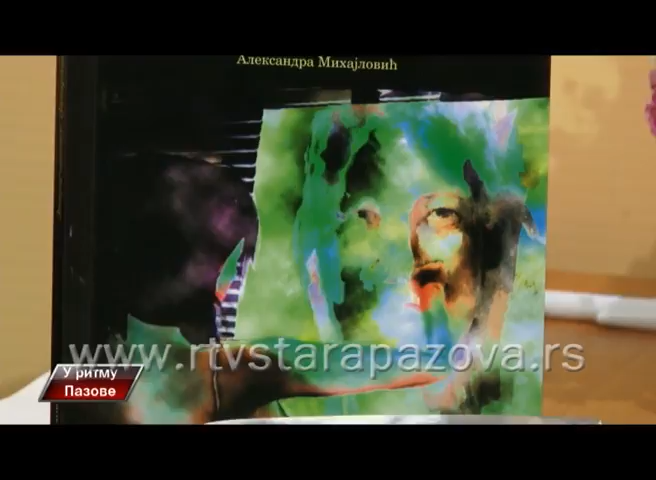 Александра Михајловић
www.rtvstarapazova.rs
У ритму
Пазове